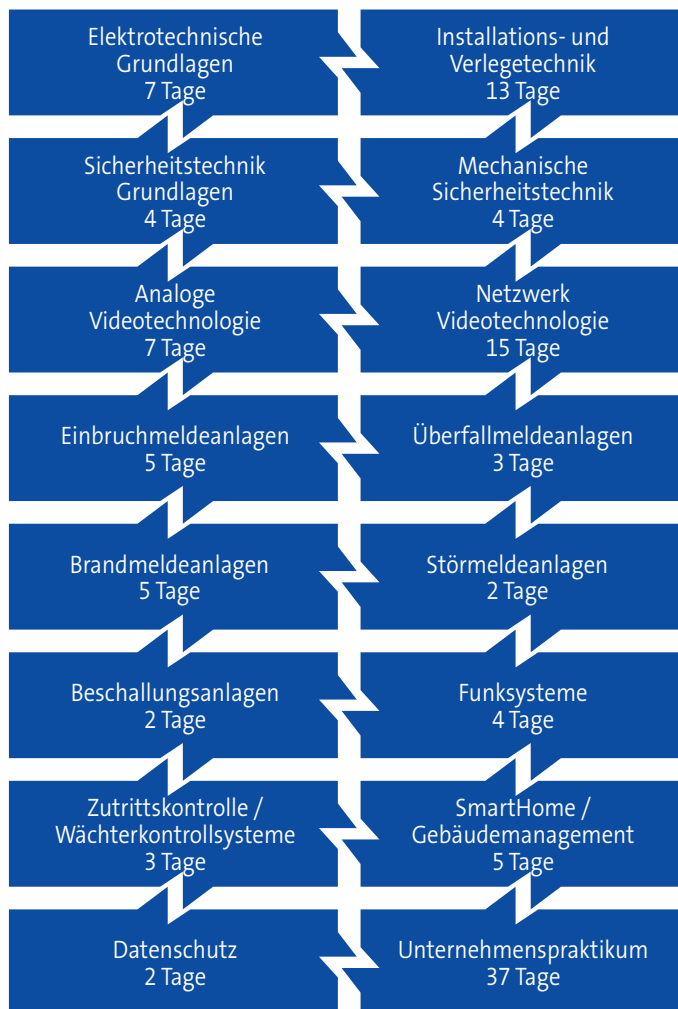 Elektrotechnische
Grundlagen
7 Tage
Installations- und
Verlegetechnik
13 Tage
Sicherheitstechnik
Grundlagen
4 Tage
Mechanische
Sicherheitstechnik
4 Tage
Analoge
Videotechnologie
7 Tage
Netzwerk
Videotechnologie
15 Tage
Einbruchmeldeanlagen
5 Tage
Überfallmeldeanlagen
3 Tage
Brandmeldeanlagen
5 Tage
Störmeldeanlagen
2 Tage
Beschallungsanlagen
2 Tage
Funksysteme
4 Tage
Zutrittskontrolle /
Wächterkontrollsysteme
3 Tage
SmartHome /
Gebäudemanagement
5 Tage
Datenschutz
2 Tage
Unternehmenspraktikum
37 Tage